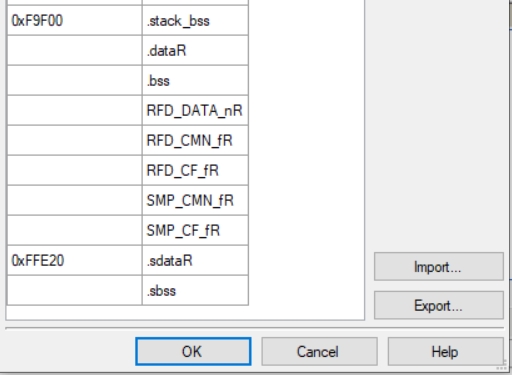 0xF9F00 .stack_bss
.dataR
.bss
RFD_DATA_nR
RFD_CMN_fR
RFD_CF_fR
SMP_CMN_fR
SMP_CF_fR
0xFFE20 .sdataR
.sbss
Import...
Export...
OK Cancel Help